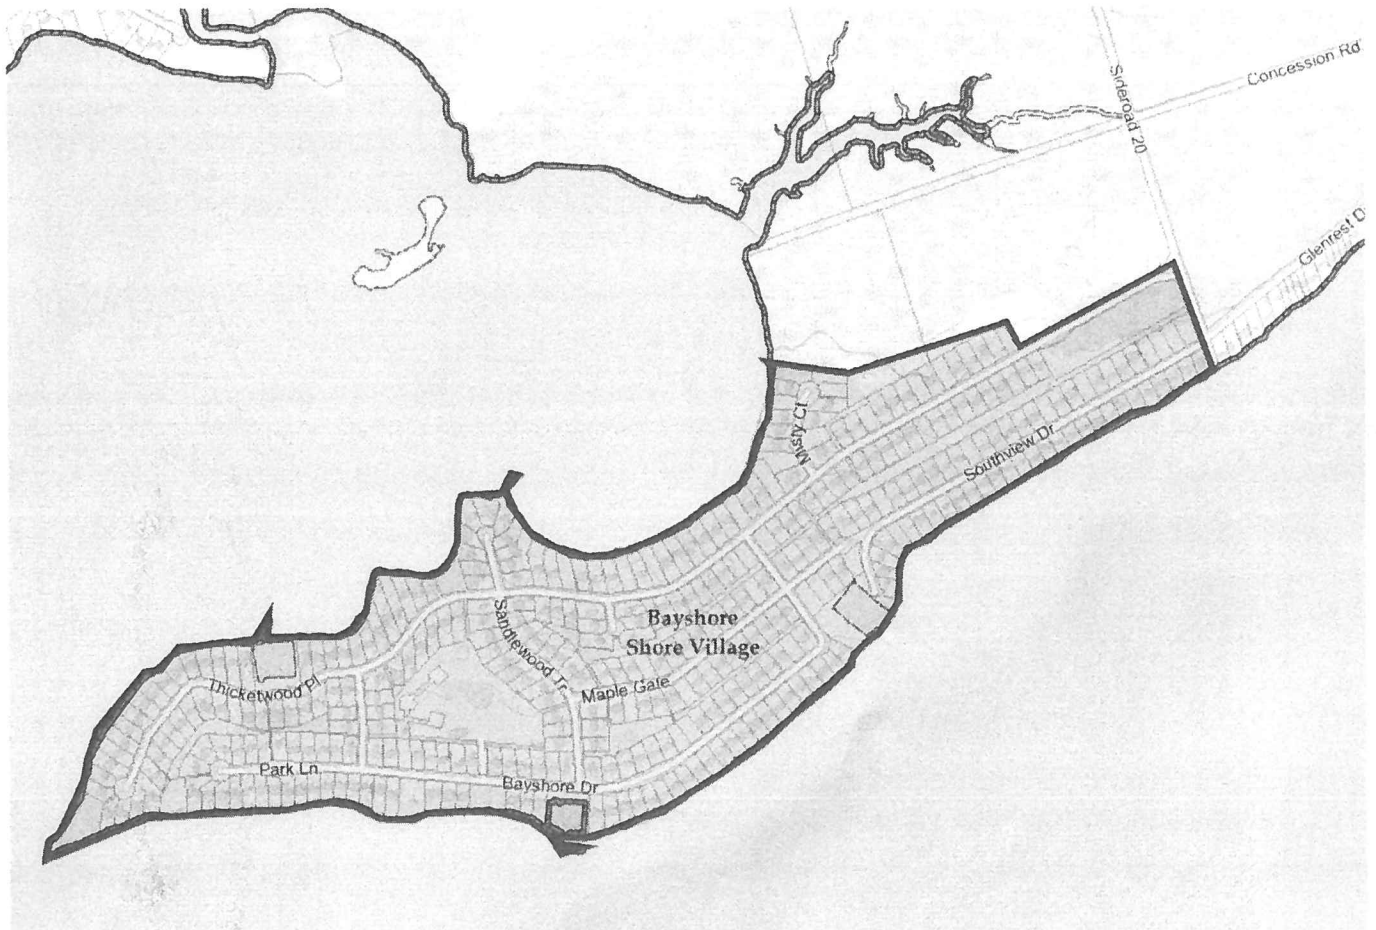 Concession Rd
Sideroad 20
Glenrest D
Misty Ct
Southview Dr
Bayshore
Shore Village
Sandlewood Tr
Maple Gate
Thicketwood Pl
Park Ln
Bayshore Dr